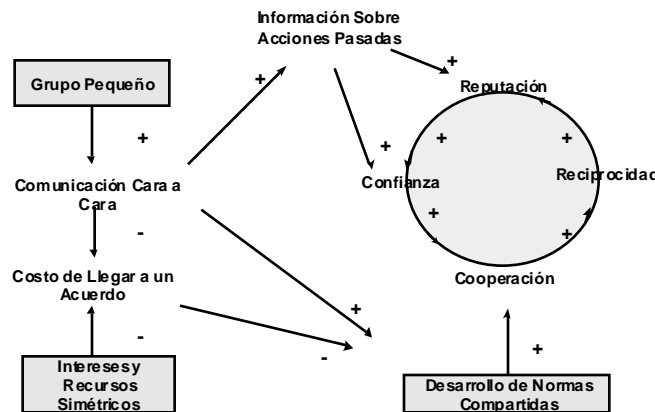 Información Sobre
Acciones Pasadas
Grupo Pequeño
+
+
Reputación
+
+
+
+
Comunicación Cara a
Cara
Confianza
Reciprocidad
-
+
+
Costo de Llegar a un
Acuerdo
Cooperación
+
-
-
+
Intereses y
Recursos
Simétricos
Desarrollo de Normas
Compartidas